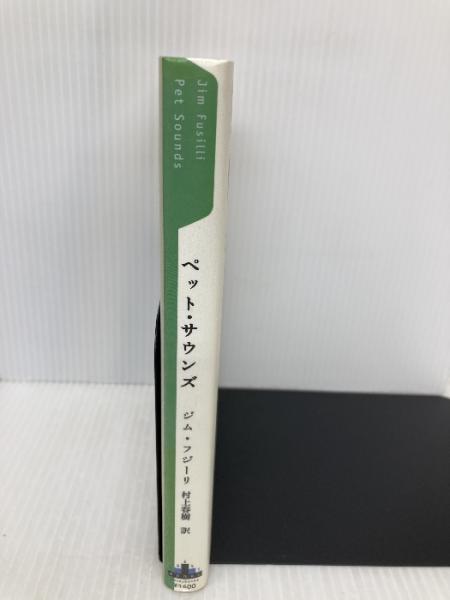 Jim Fusilli
Pet Sounds
ペット・サウンズ
ジム・フジーリ
村上春樹 訳
¥1600